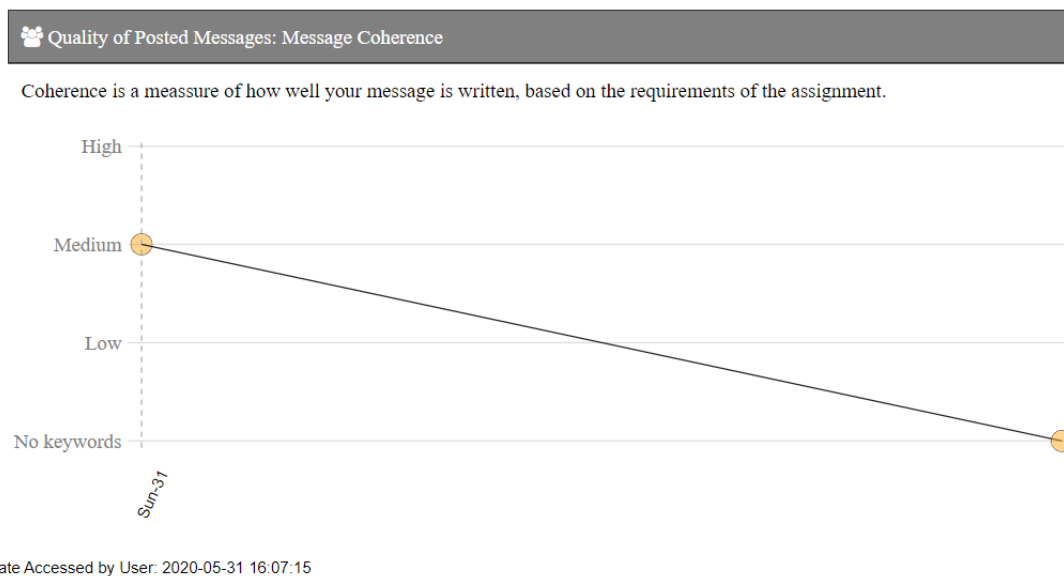 Quality of Posted Messages: Message Coherence
Coherence is a meassure of how well your message is written, based on the requirements of the assignment.
High
Medium
Low
No keywords
Sun-31
ate Accessed by User: 2020-05-31 16:07:15